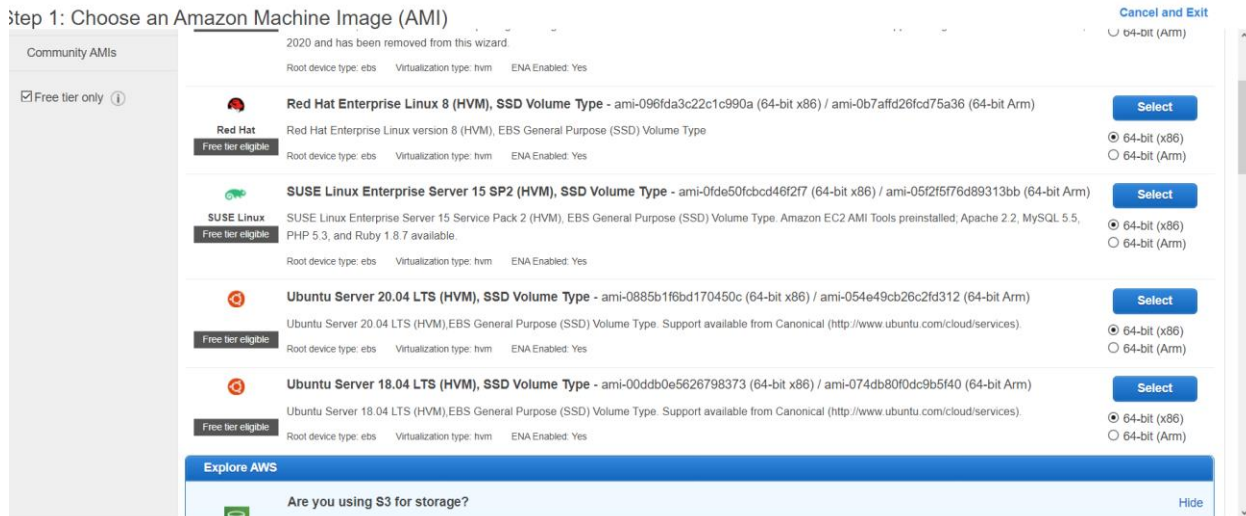 Step 1: Choose an Amazon Machine Image (AMI)
Cancel and Exit
Community AMIs
Free tier only
2020 and has been removed from this wizard.
64-bit (Arm)
Root device type: ebs Virtualization type: hvm ENA Enabled: Yes
Red Hat Enterprise Linux 8 (HVM), SSD Volume Type - ami-096fda3c22c1c990a (64-bit x86) / ami-0b7affd26fcd75a36 (64-bit Arm)
Select
Red Hat
Free tier eligible
Red Hat Enterprise Linux version 8 (HVM), EBS General Purpose (SSD) Volume Type
Root device type: ebs Virtualization type: hvm ENA Enabled: Yes
64-bit (x86)
64-bit (Arm)
SUSE Linux Enterprise Server 15 SP2 (HVM), SSD Volume Type - ami-0fde50fcbcd46f2f7 (64-bit x86) / ami-05f2f5f76d89313bb (64-bit Arm)
Select
SUSE Linux
Free tier eligible
SUSE Linux Enterprise Server 15 Service Pack 2 (HVM), EBS General Purpose (SSD) Volume Type. Amazon EC2 AMI Tools preinstalled; Apache 2.2, MySQL 5.5,
PHP 5.3, and Ruby 1.8.7 available.
Root device type: ebs Virtualization type: hvm ENA Enabled: Yes
64-bit (x86)
64-bit (Arm)
Ubuntu Server 20.04 LTS (HVM), SSD Volume Type - ami-0885b1f6bd170450c (64-bit x86) / ami-054e49cb26c2fd312 (64-bit Arm)
Select
Free tier eligible
Ubuntu Server 20.04 LTS (HVM),EBS General Purpose (SSD) Volume Type. Support available from Canonical (http://www.ubuntu.com/cloud/services).
Root device type: ebs Virtualization type: hvm ENA Enabled: Yes
64-bit (x86)
64-bit (Arm)
Ubuntu Server 18.04 LTS (HVM), SSD Volume Type - ami-00ddb0e5626798373 (64-bit x86) / ami-074db80f0dc9b5f40 (64-bit Arm)
Select
Free tier eligible
Ubuntu Server 18.04 LTS (HVM),EBS General Purpose (SSD) Volume Type. Support available from Canonical (http://www.ubuntu.com/cloud/services).
Root device type: ebs Virtualization type: hvm ENA Enabled: Yes
64-bit (x86)
64-bit (Arm)
Explore AWS
Are you using S3 for storage?
Hide